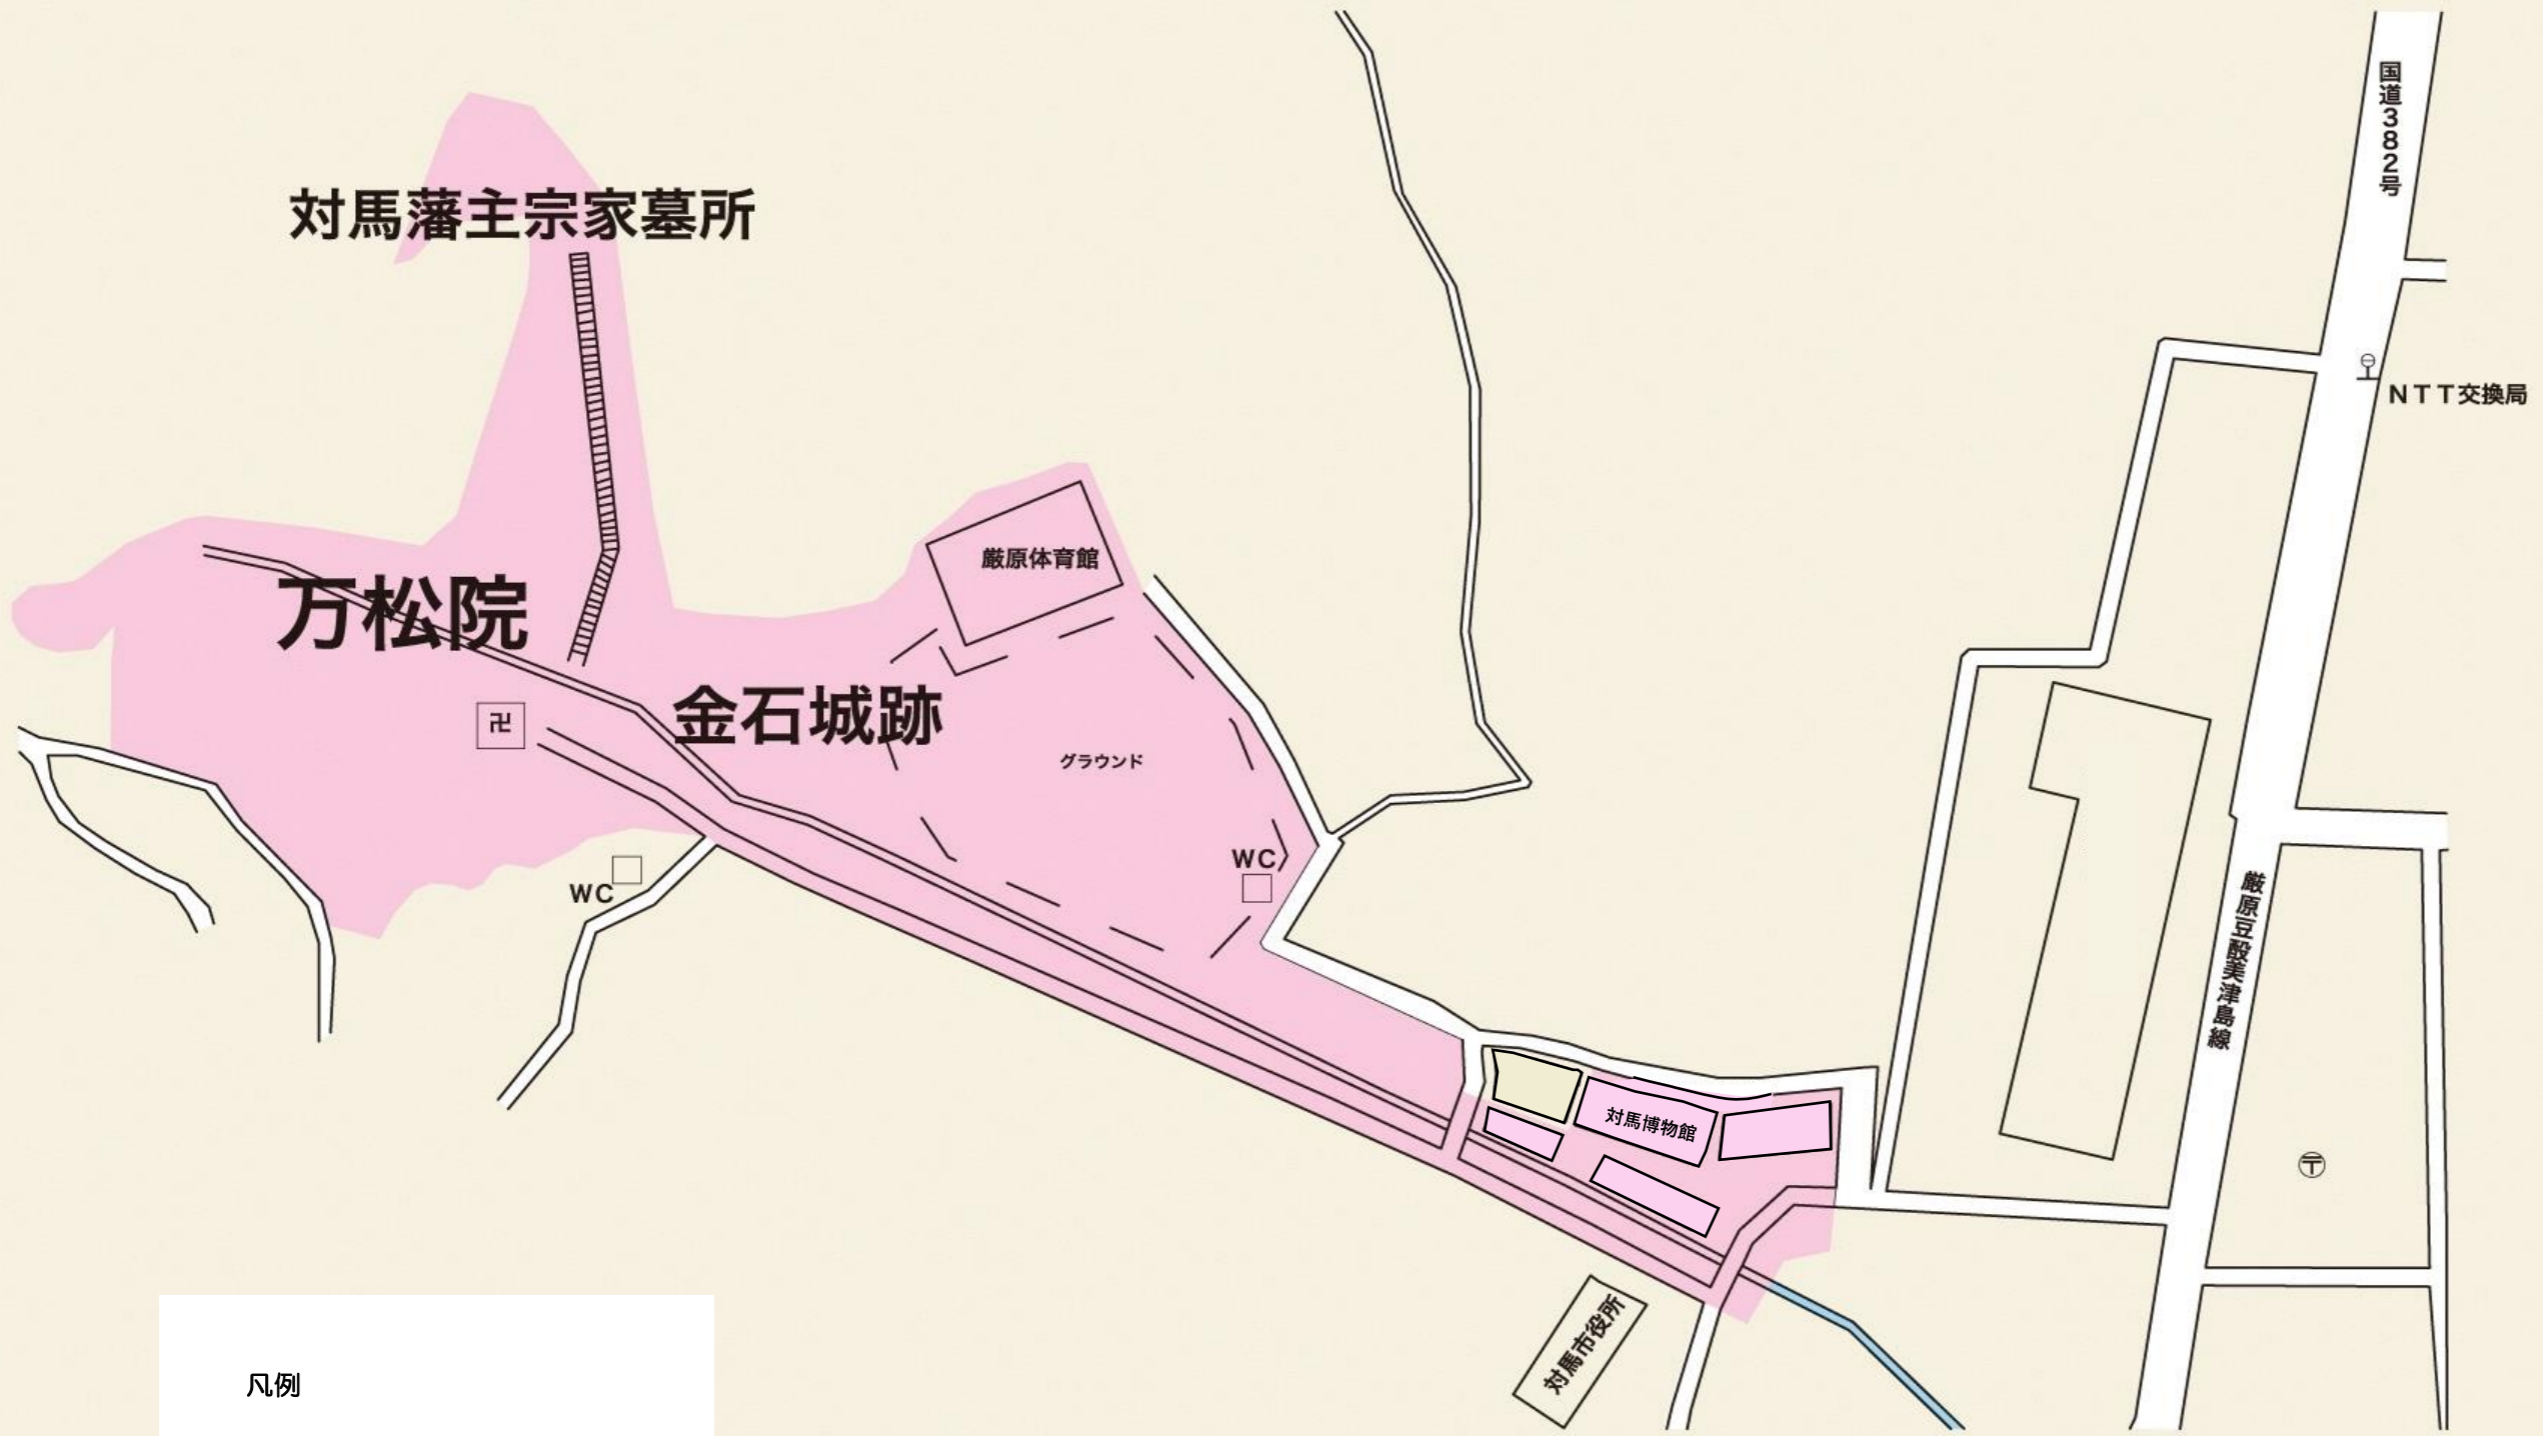 国道382号
対馬藩主宗家墓所
NTT交換局
厳原体育館
万松院
金石城跡
卍
グラウンド
WC
WC
厳原豆酘美津島線
対馬博物館
〒
対馬市役所
凡例